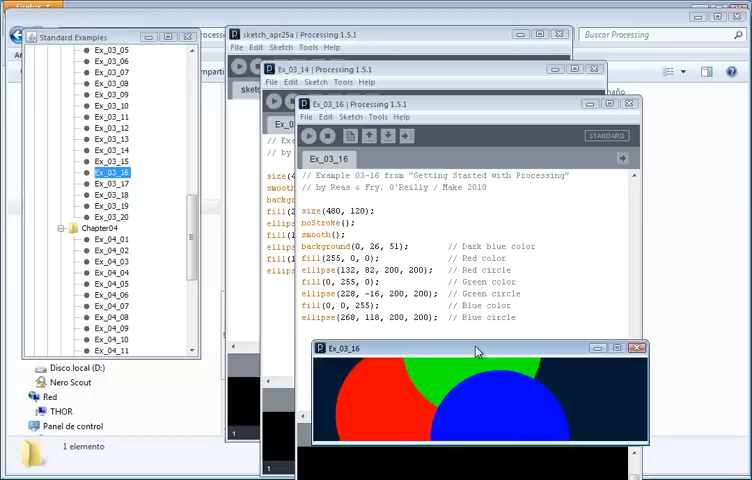 Firefox
Standard Examples
Ex_03_05
Ex_03_06
Ex_03_07
Ex_03_08
Ex_03_09
Ex_03_10
Ex_03_11
Ex_03_12
Ex_03_13
Ex_03_14
Ex_03_15
Ex_03_16
Ex_03_17
Ex_03_18
Ex_03_19
Ex_03_20
Chapter04
Ex_04_01
Ex_04_02
Ex_04_03
Ex_04_04
Ex_04_05
Ex_04_06
Ex_04_07
Ex_04_08
Ex_04_09
Ex_04_10
Ex_04_11
Disco local (D:)
Nero Scout
Red
THOR
Panel de control
1 elemento
Buscar Processing
sketch_apr25a | Processing 1.5.1
File Edit Sketch Tools Help
Ex_03_14 | Processing 1.5.1
File Edit Sketch Tools Help
Ex_03_16 | Processing 1.5.1
File Edit Sketch Tools Help
STANDARD
Ex_03_16
// Example 03-16 from "Getting Started with Processing"
// by Reas & Fry. O'Reilly / Make 2010
size(480, 120);
noStroke();
smooth();
background(0, 26, 51); // Dark blue color
fill(255, 0, 0); // Red color
ellipse(132, 82, 200, 200); // Red circle
fill(0, 255, 0); // Green color
ellipse(228, -16, 200, 200); // Green circle
fill(0, 0, 255); // Blue color
ellipse(268, 118, 200, 200); // Blue circle
Ex_03_16
1
1